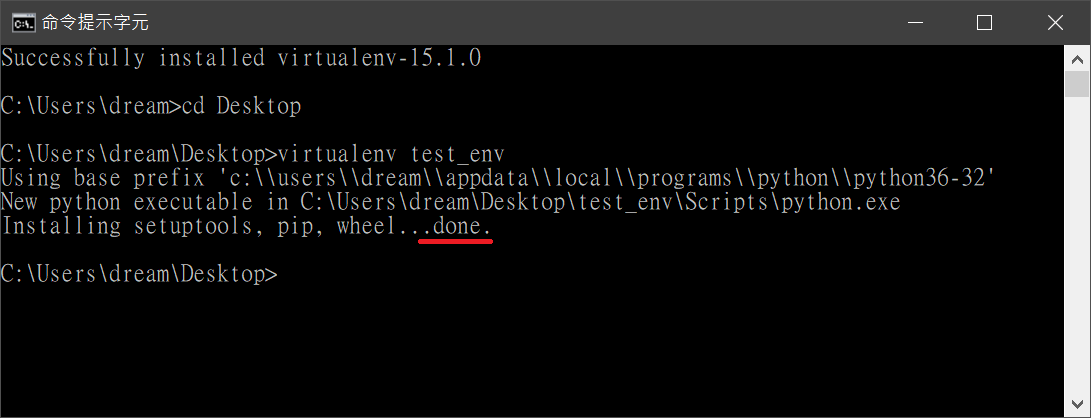 命令提示字元
Successfully installed virtualenv-15.1.0
C:\Users\dream>cd Desktop
C:\Users\dream\Desktop>virtualenv test_env
Using base prefix 'c:\\users\\dream\\appdata\\local\\programs\\python\\python36-32'
New python executable in C:\Users\dream\Desktop\test_env\Scripts\python.exe
Installing setuptools, pip, wheel...done.
C:\Users\dream\Desktop>